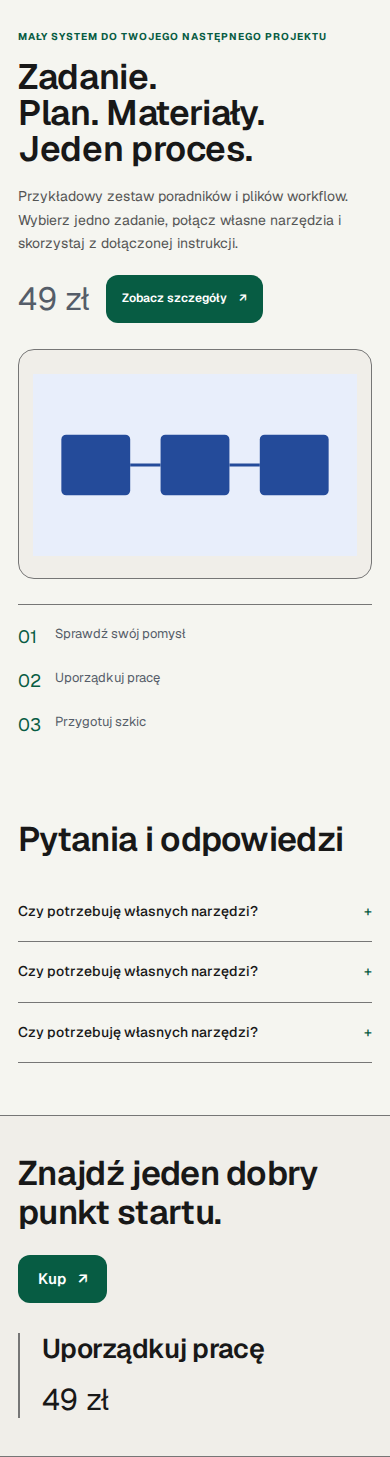 MAŁY SYSTEM DO TWOJEGO NASTĘPNEGO PROJEKTU
Zadanie.
Plan. Materiały.
Jeden proces.
Przykładowy zestaw poradników i plików workflow.
Wybierz jedno zadanie, połącz własne narzędzia i
skorzystaj z dołączonej instrukcji.
49 zł
Zobacz szczegóły ↗
01 Sprawdź swój pomysł
02 Uporządkuj pracę
03 Przygotuj szkic
Pytania i odpowiedzi
Czy potrzebuję własnych narzędzi? +
Czy potrzebuję własnych narzędzi? +
Czy potrzebuję własnych narzędzi? +
Znajdź jeden dobry
punkt startu.
Kup ↗
Uporządkuj pracę
49 zł